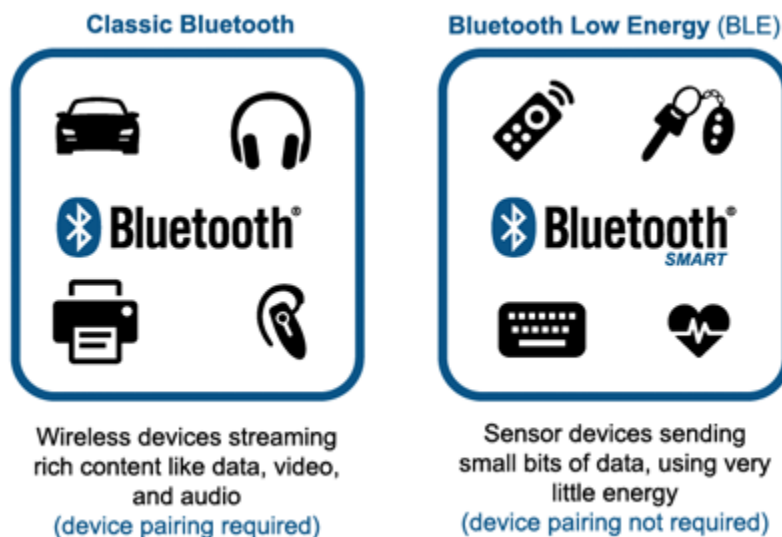 Classic Bluetooth
Bluetooth®
Wireless devices streaming
rich content like data, video,
and audio
(device pairing required)
Bluetooth Low Energy (BLE)
Bluetooth®
SMART
Sensor devices sending
small bits of data, using very
little energy
(device pairing not required)